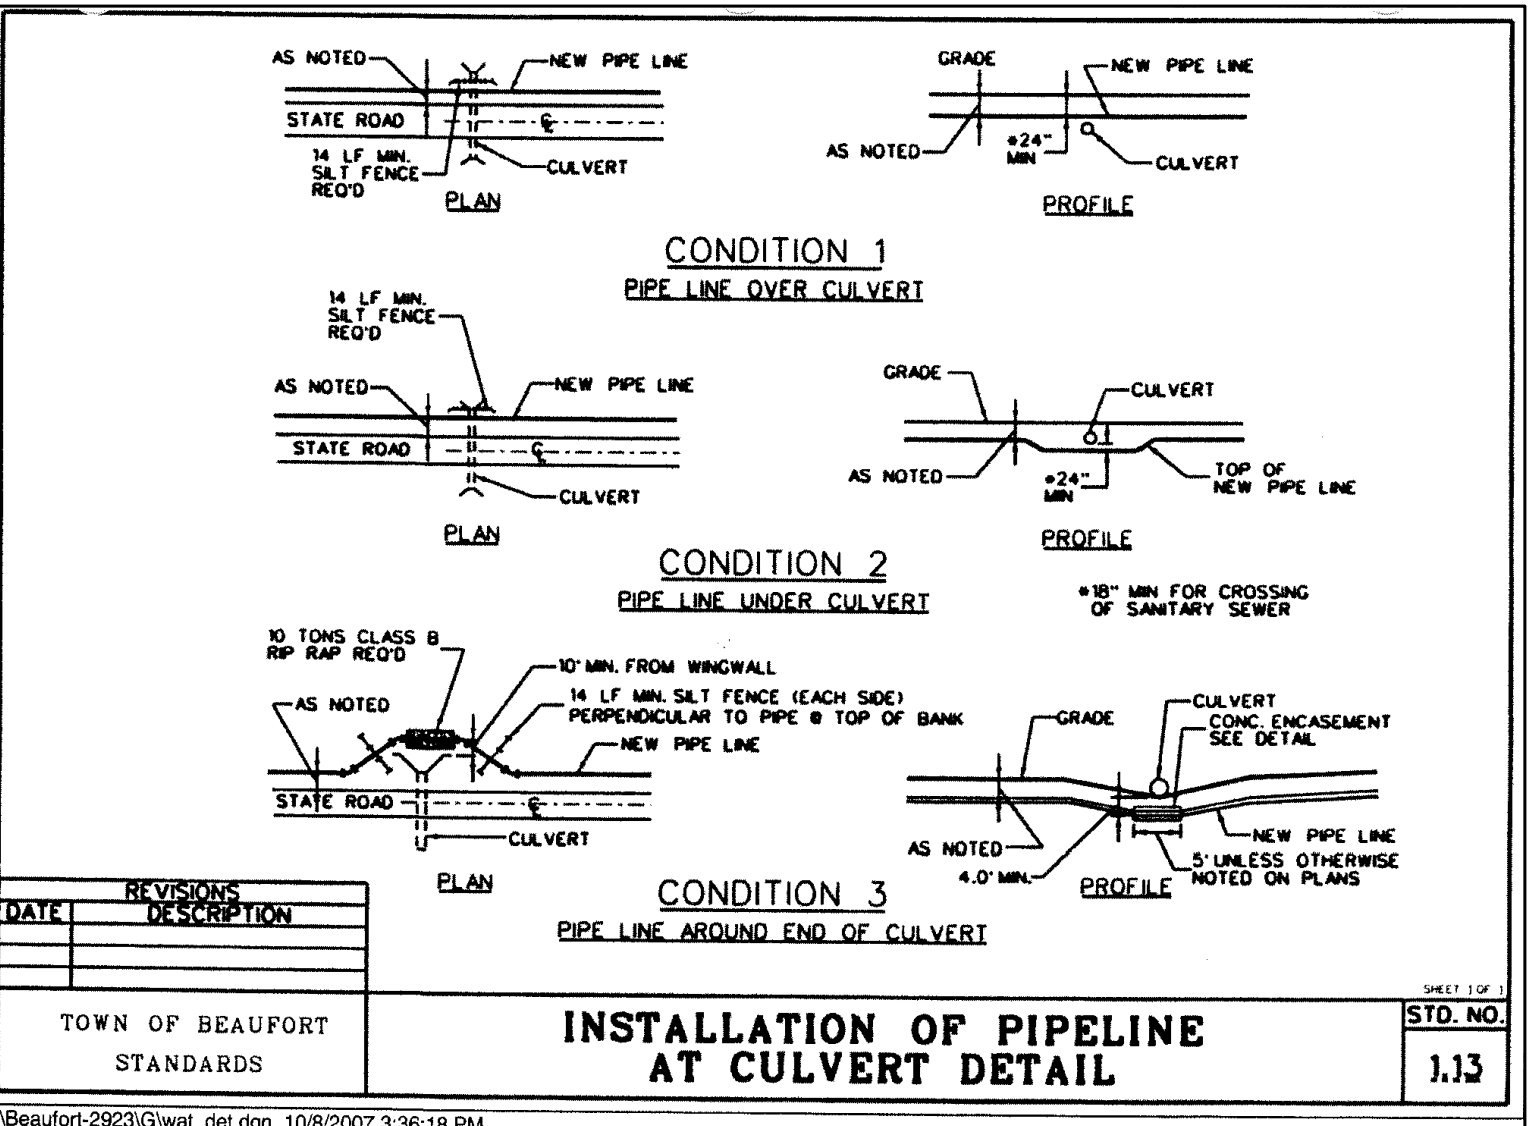 AS NOTED
NEW PIPE LINE
STATE ROAD
14 LF MIN.
SILT FENCE
REQ'D
CULVERT
PLAN
GRADE
NEW PIPE LINE
AS NOTED
*24"
MIN
CULVERT
PROFILE
CONDITION 1
PIPE LINE OVER CULVERT
14 LF MIN.
SILT FENCE
REQ'D
AS NOTED
NEW PIPE LINE
STATE ROAD
CULVERT
PLAN
GRADE
CULVERT
AS NOTED
*24"
MIN
TOP OF
NEW PIPE LINE
PROFILE
CONDITION 2
PIPE LINE UNDER CULVERT
*18" MIN FOR CROSSING
OF SANITARY SEWER
10 TONS CLASS B
RIP RAP REQ'D
10' MIN. FROM WINGWALL
AS NOTED
14 LF MIN. SILT FENCE (EACH SIDE)
PERPENDICULAR TO PIPE @ TOP OF BANK
NEW PIPE LINE
STATE ROAD
CULVERT
PLAN
GRADE
CULVERT
CONC. ENCASEMENT
SEE DETAIL
AS NOTED
4.0' MIN.
NEW PIPE LINE
5' UNLESS OTHERWISE
NOTED ON PLANS
PROFILE
CONDITION 3
PIPE LINE AROUND END OF CULVERT
REVISIONS
DATE DESCRIPTION
TOWN OF BEAUFORT
STANDARDS
INSTALLATION OF PIPELINE
AT CULVERT DETAIL
SHEET 1 OF 1
STD. NO.
1.13
\Beaufort-2923\G\wat_det.dgn 10/8/2007 3:36:18 PM